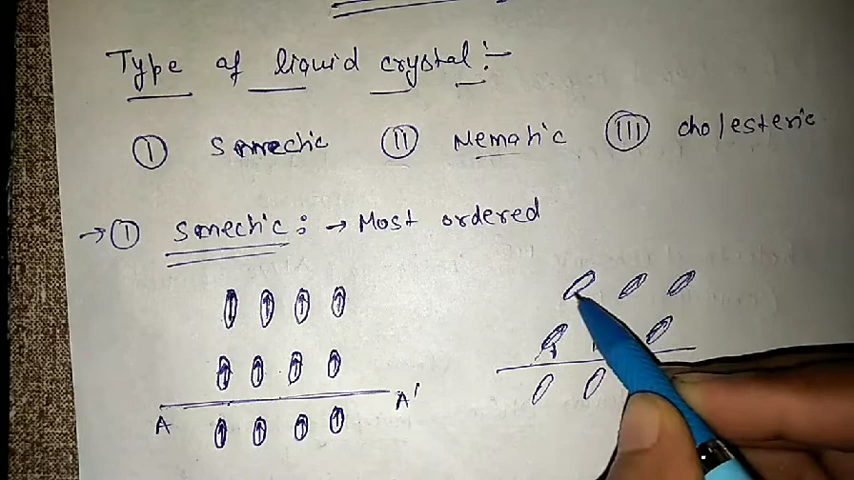 Type of liquid crystal:-
I Smectic II Nematic III cholesteric
→ I Smectic: → Most ordered
A A'